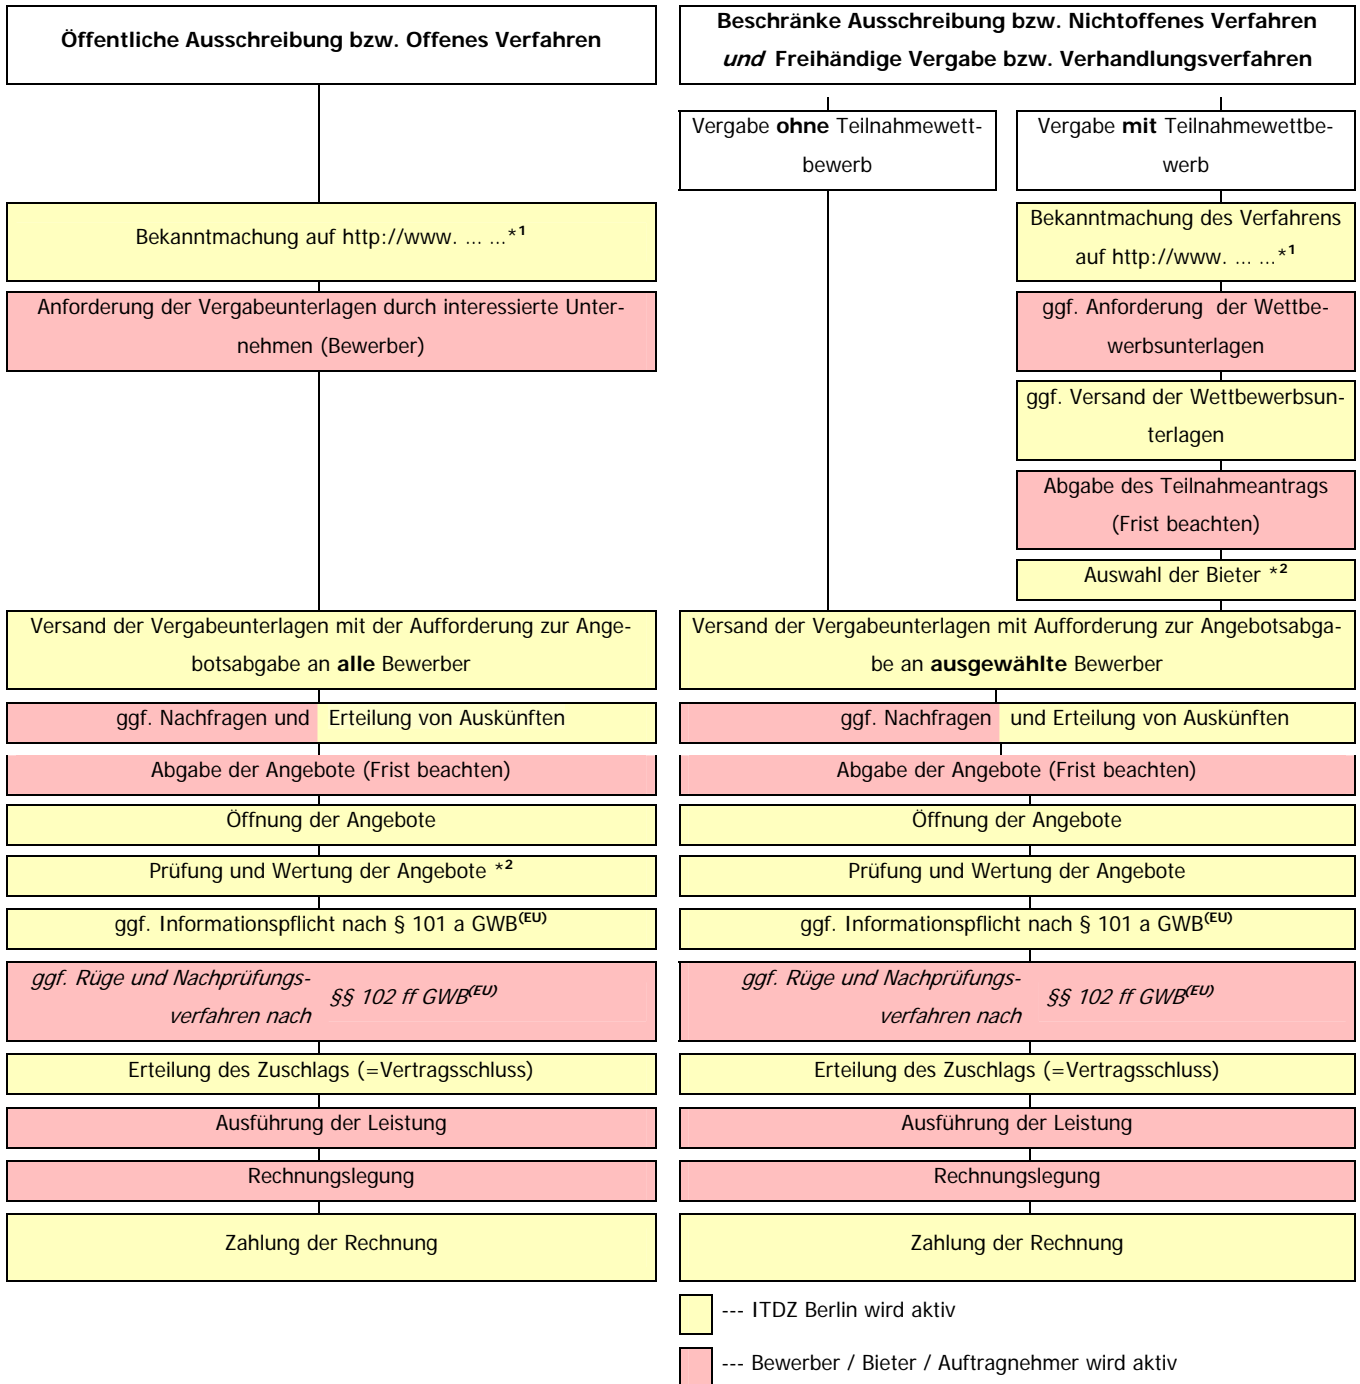 Öffentliche Ausschreibung bzw. Offenes Verfahren
Beschränke Ausschreibung bzw. Nichtoffenes Verfahren
und Freihändige Vergabe bzw. Verhandlungsverfahren
Vergabe ohne Teilnahmewett-
bewerb
Vergabe mit Teilnahmewettbe-
werb
Bekanntmachung auf http://www. ... ...*1
Bekanntmachung des Verfahrens
auf http://www. ... ...*1
Anforderung der Vergabeunterlagen durch interessierte Unter-
nehmen (Bewerber)
ggf. Anforderung der Wettbe-
werbsunterlagen
ggf. Versand der Wettbewerbsun-
terlagen
Abgabe des Teilnahmeantrags
(Frist beachten)
Auswahl der Bieter *2
Versand der Vergabeunterlagen mit der Aufforderung zur Ange-
botsabgabe an alle Bewerber
Versand der Vergabeunterlagen mit Aufforderung zur Angebotsabga-
be an ausgewählte Bewerber
ggf. Nachfragen und Erteilung von Auskünften
ggf. Nachfragen und Erteilung von Auskünften
Abgabe der Angebote (Frist beachten)
Abgabe der Angebote (Frist beachten)
Öffnung der Angebote
Öffnung der Angebote
Prüfung und Wertung der Angebote *2
Prüfung und Wertung der Angebote
ggf. Informationspflicht nach § 101 a GWB(EU)
ggf. Informationspflicht nach § 101 a GWB(EU)
ggf. Rüge und Nachprüfungs-
verfahren nach
§§ 102 ff GWB(EU)
ggf. Rüge und Nachprüfungs-
verfahren nach
§§ 102 ff GWB(EU)
Erteilung des Zuschlags (=Vertragsschluss)
Erteilung des Zuschlags (=Vertragsschluss)
Ausführung der Leistung
Ausführung der Leistung
Rechnungslegung
Rechnungslegung
Zahlung der Rechnung
Zahlung der Rechnung
--- ITDZ Berlin wird aktiv
--- Bewerber / Bieter / Auftragnehmer wird aktiv